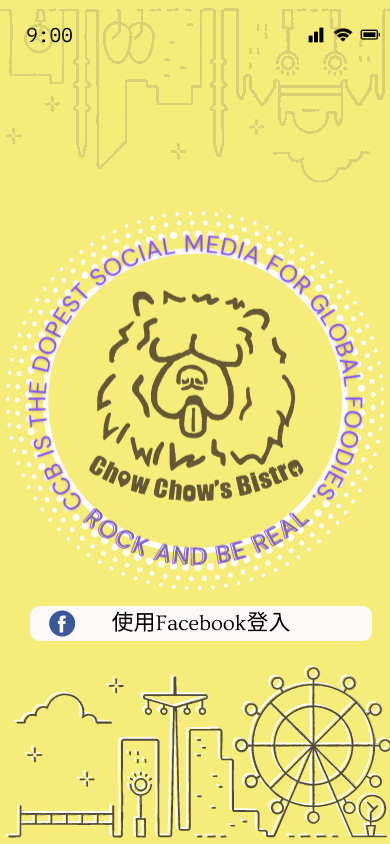 9:00
CCB IS THE DOPEST SOCIAL MEDIA FOR GLOBAL FOODIES.
Chow Chow's Bistro
ROCK AND BE REAL
f 使用Facebook登入